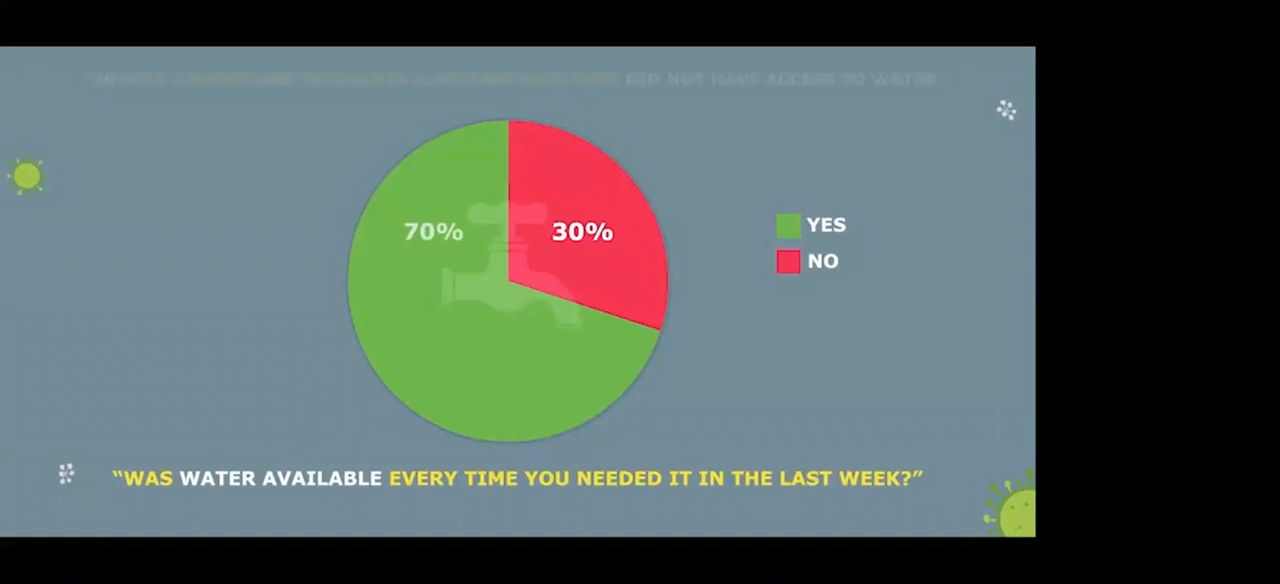 DID NOT HAVE ACCESS TO WATER
70%
30%
YES
NO
“WAS WATER AVAILABLE EVERY TIME YOU NEEDED IT IN THE LAST WEEK?”